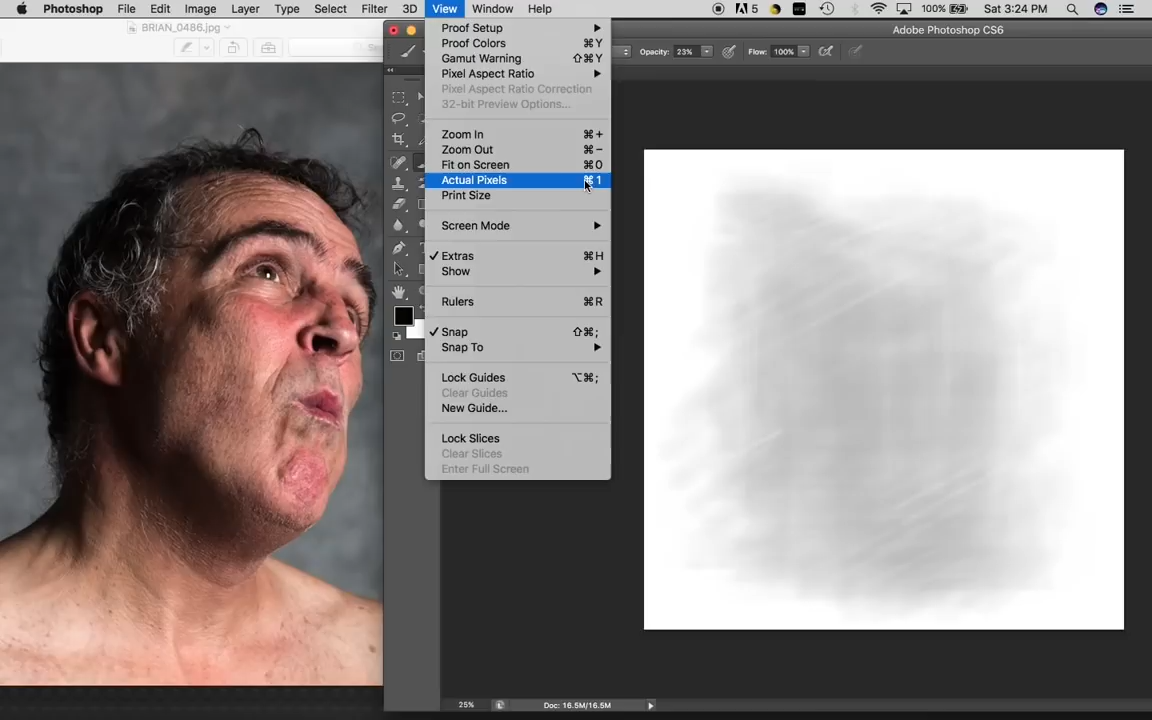 Photoshop File Edit Image Layer Type Select Filter 3D View Window Help 5 100% Sat 3:24 PM
BRIAN_0486.jpg
Adobe Photoshop CS6
Opacity: 23% Flow: 100%
Proof Setup
Proof Colors ⌘Y
Gamut Warning ⇧⌘Y
Pixel Aspect Ratio
Pixel Aspect Ratio Correction
32-bit Preview Options...
Zoom In ⌘+
Zoom Out ⌘−
Fit on Screen ⌘0
Actual Pixels ⌘1
Print Size
Screen Mode
Extras ⌘H
Show
Rulers ⌘R
Snap ⇧⌘;
Snap To
Lock Guides ⌥⌘;
Clear Guides
New Guide...
Lock Slices
Clear Slices
Enter Full Screen
25% Doc: 16.5M/16.5M